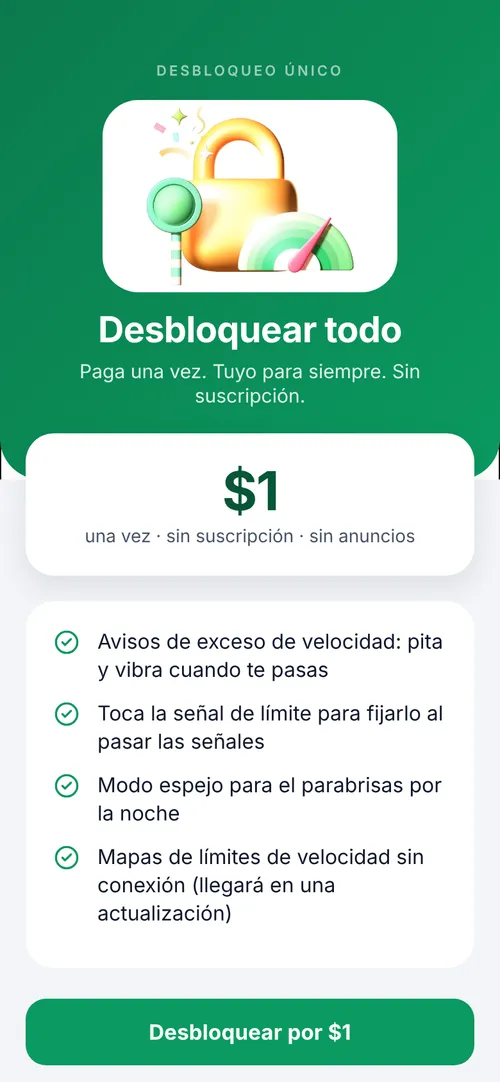 DESBLOQUEO ÚNICO
Desbloquear todo
Paga una vez. Tuyo para siempre. Sin
suscripción.
$1
una vez · sin suscripción · sin anuncios
Avisos de exceso de velocidad: pita
y vibra cuando te pasas
Toca la señal de límite para fijarlo al
pasar las señales
Modo espejo para el parabrisas por
la noche
Mapas de límites de velocidad sin
conexión (llegará en una
actualización)
Desbloquear por $1